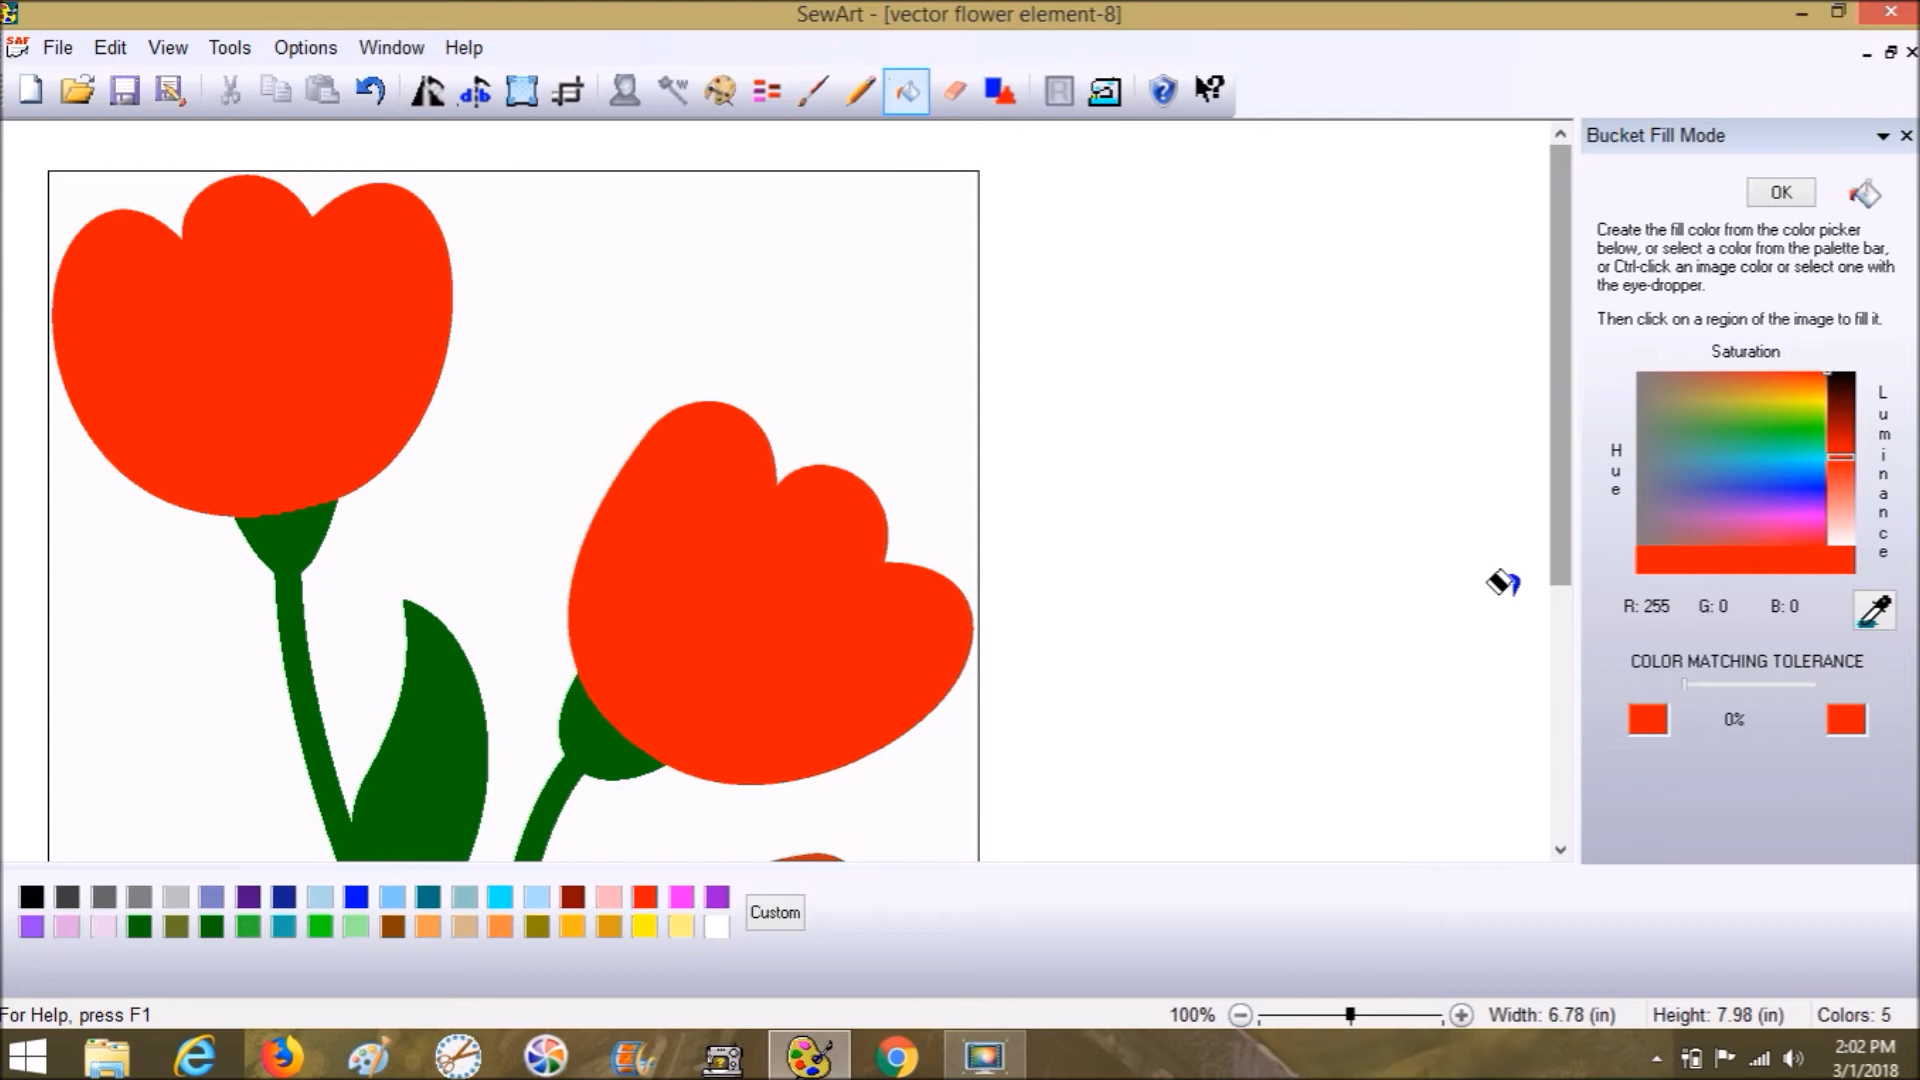 SewArt - [vector flower element-8]
SAF File Edit View Tools Options Window Help
Bucket Fill Mode
OK
Create the fill color from the color picker
below, or select a color from the palette bar,
or Ctrl-click an image color or select one with
the eye-dropper.
Then click on a region of the image to fill it.
Saturation
Hue
Luminance
R: 255 G: 0 B: 0
COLOR MATCHING TOLERANCE
0%
Custom
For Help, press F1
100% Width: 6.78 (in) Height: 7.98 (in) Colors: 5
2:02 PM
3/1/2018